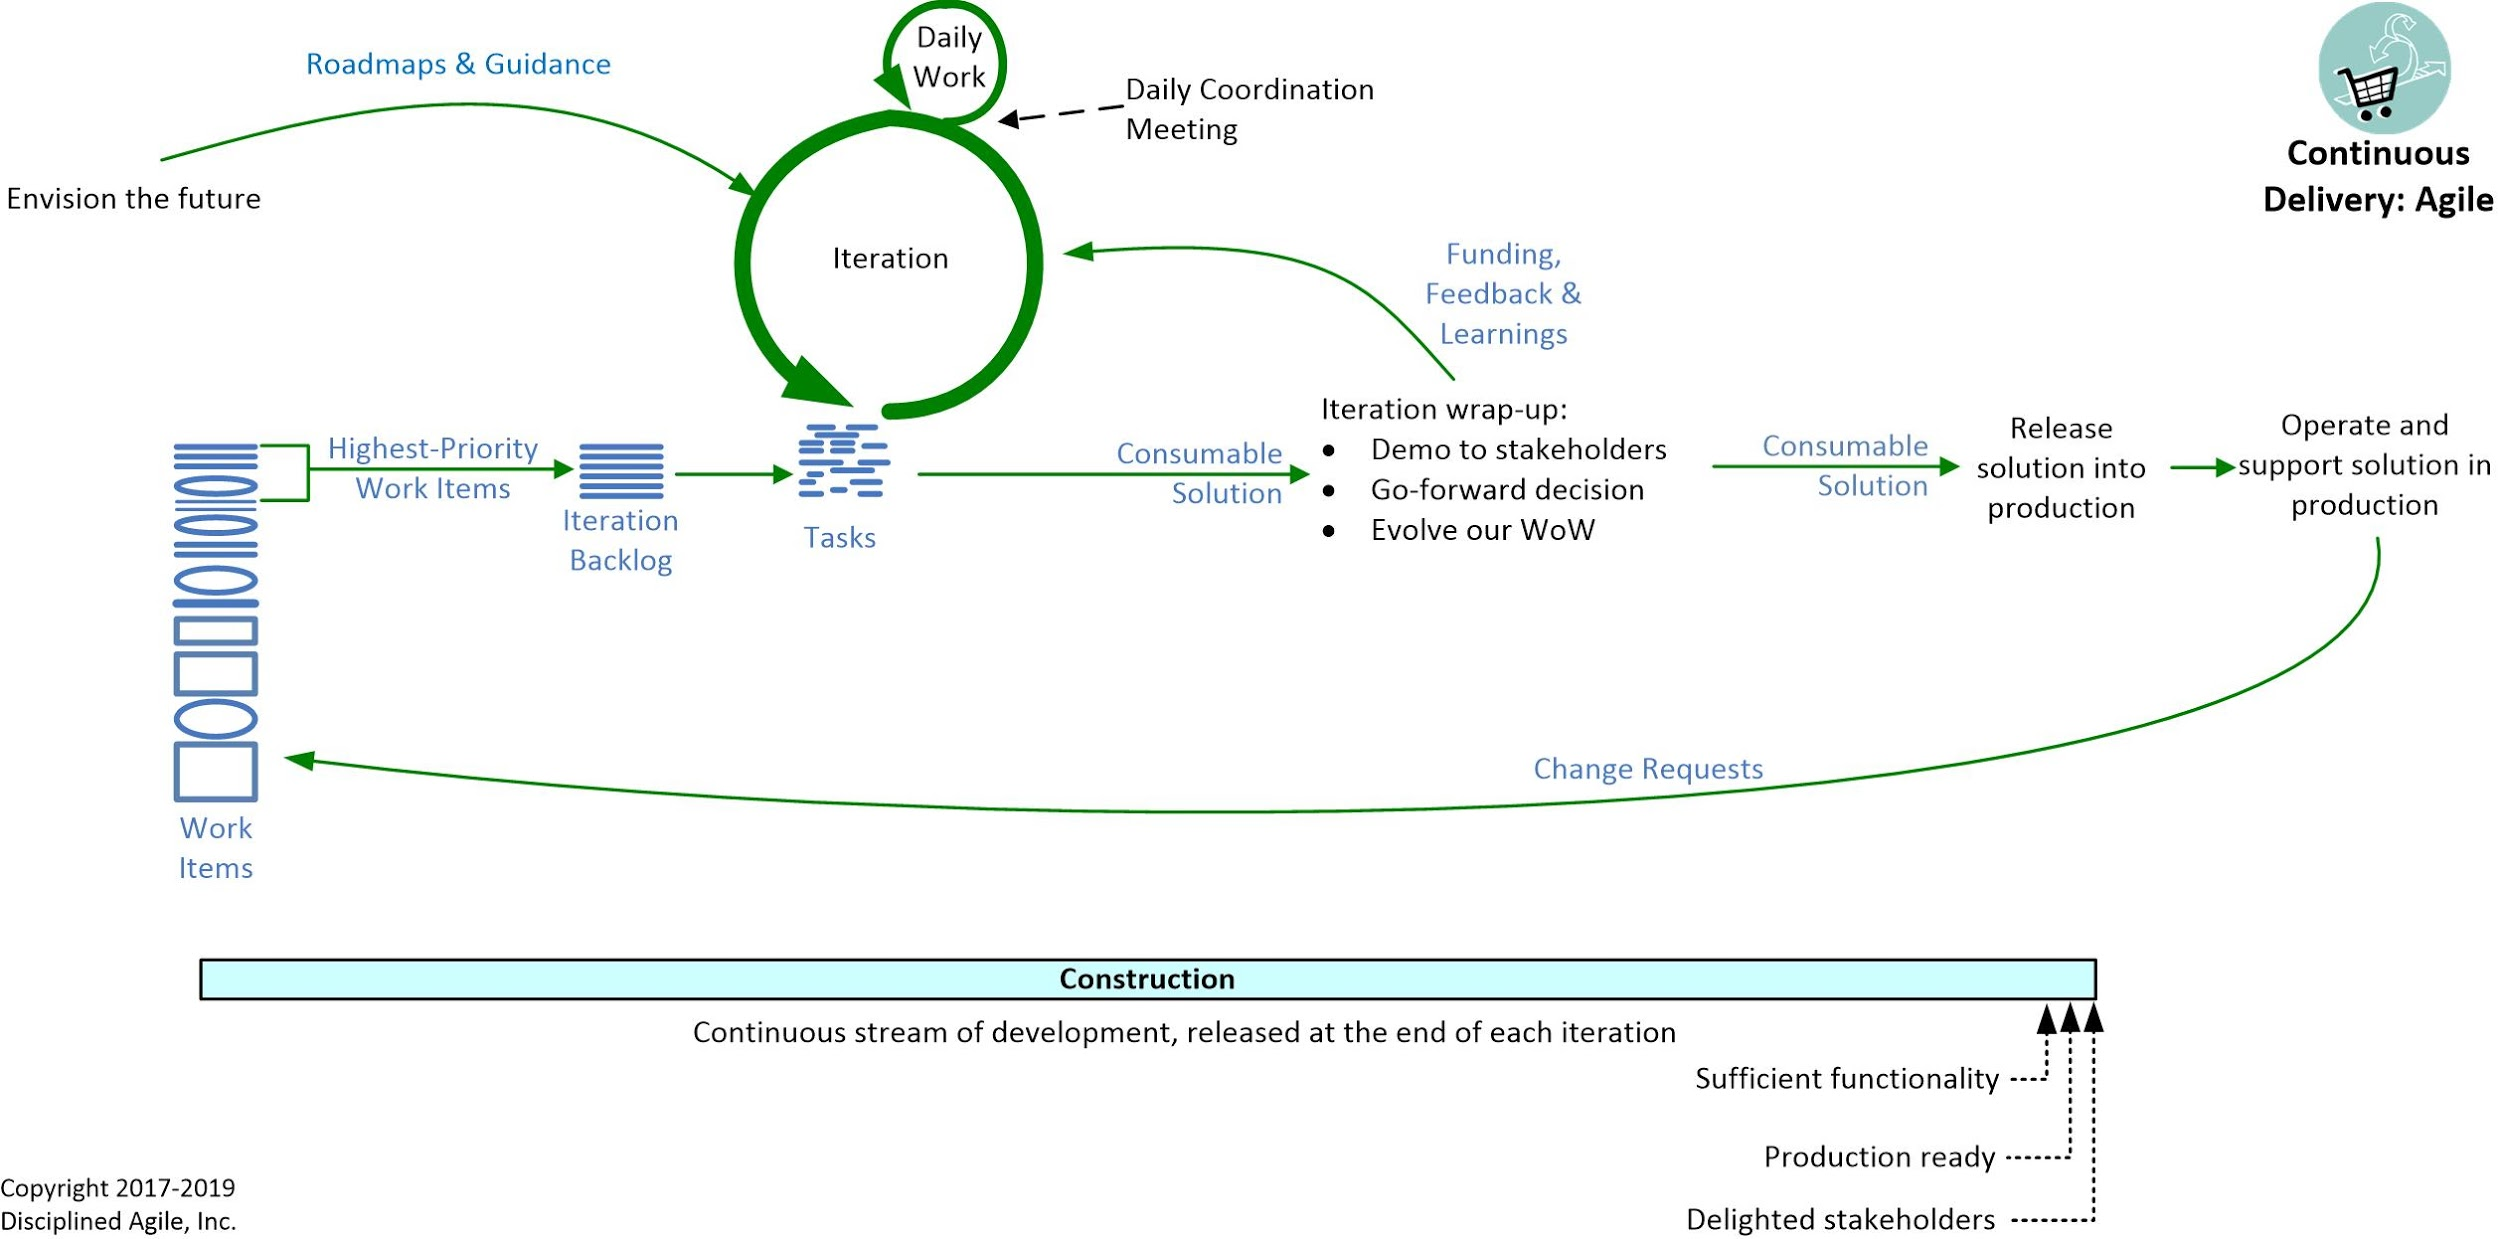 Daily
Work
Roadmaps & Guidance
Daily Coordination
Meeting
Continuous
Delivery: Agile
Envision the future
Iteration
Funding,
Feedback &
Learnings
Highest-Priority
Work Items
Iteration
Backlog
Tasks
Consumable
Solution
Iteration wrap-up:
● Demo to stakeholders
● Go-forward decision
● Evolve our WoW
Consumable
Solution
Release
solution into
production
Operate and
support solution in
production
Change Requests
Work
Items
Construction
Continuous stream of development, released at the end of each iteration
Sufficient functionality
Production ready
Delighted stakeholders
Copyright 2017-2019
Disciplined Agile, Inc.